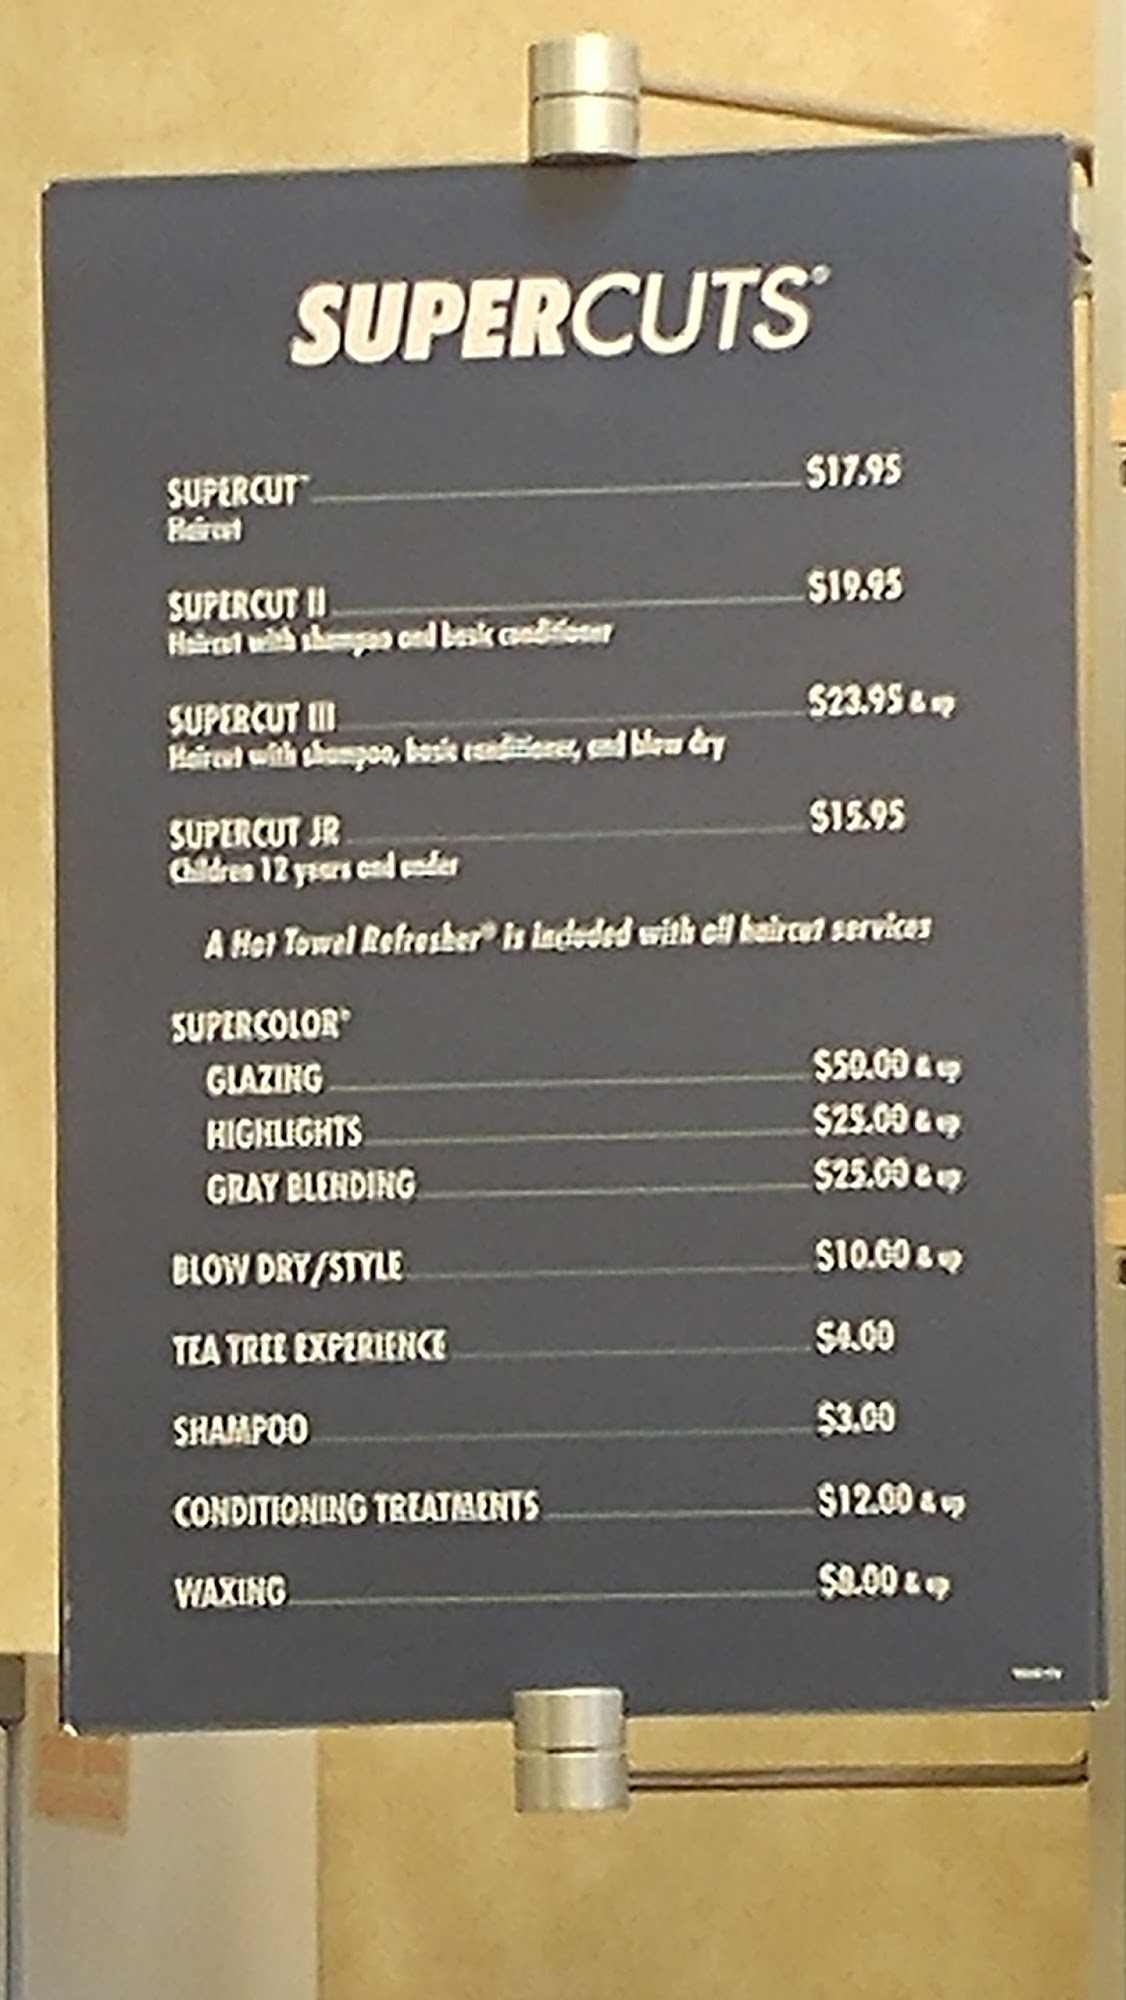 SUPERCUTS®
SUPERCUT™ $17.95
Haircut
SUPERCUT II $19.95
Haircut with shampoo and basic conditioner
SUPERCUT III $23.95 & up
Haircut with shampoo, basic conditioner, and blow dry
SUPERCUT JR $15.95
Children 12 years and under
A Hot Towel Refresher® is included with all haircut services
SUPERCOLOR®
GLAZING $50.00 & up
HIGHLIGHTS $25.00 & up
GRAY BLENDING $25.00 & up
BLOW DRY/STYLE $10.00 & up
TEA TREE EXPERIENCE $4.00
SHAMPOO $3.00
CONDITIONING TREATMENTS $12.00 & up
WAXING $8.00 & up